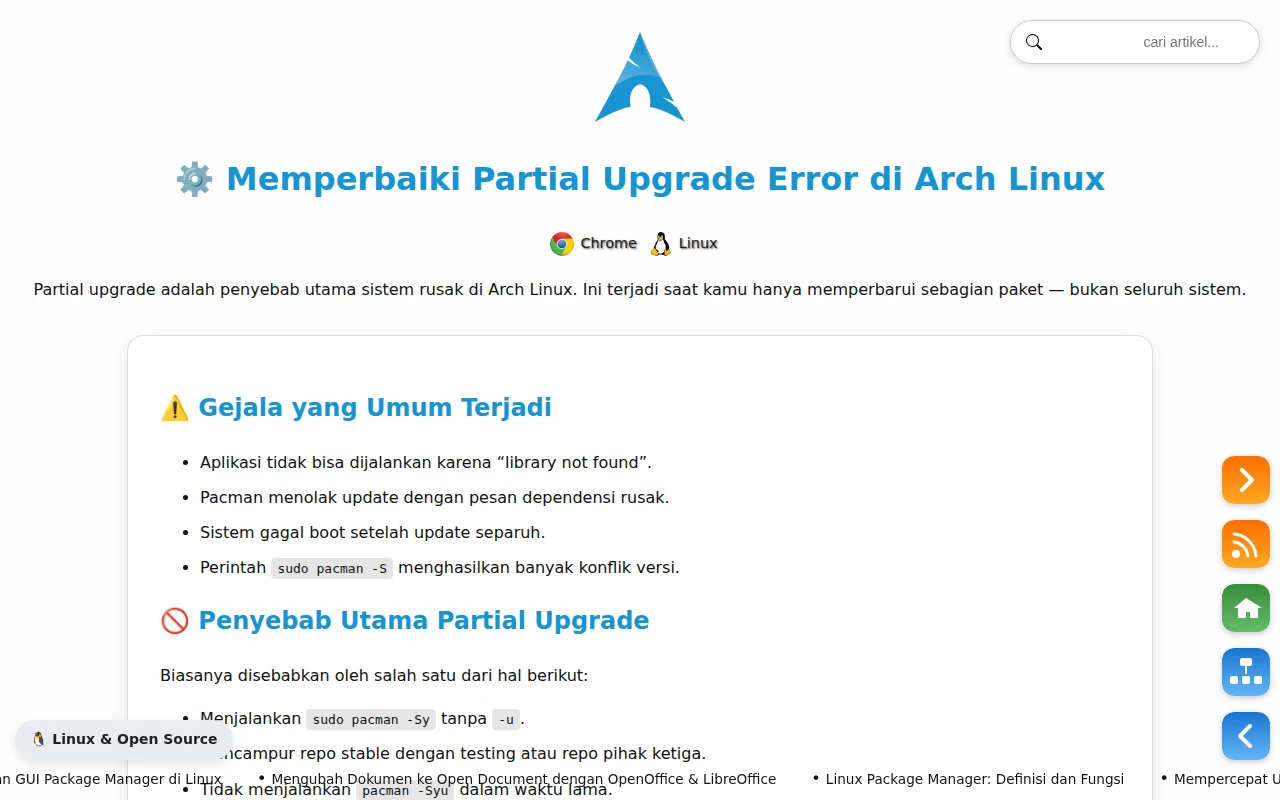 cari artikel...
⚙️ Memperbaiki Partial Upgrade Error di Arch Linux
Chrome Linux
Partial upgrade adalah penyebab utama sistem rusak di Arch Linux. Ini terjadi saat kamu hanya memperbarui sebagian paket — bukan seluruh sistem.
⚠️ Gejala yang Umum Terjadi
• Aplikasi tidak bisa dijalankan karena “library not found”.
• Pacman menolak update dengan pesan dependensi rusak.
• Sistem gagal boot setelah update separuh.
• Perintah sudo pacman -S menghasilkan banyak konflik versi.
🚫 Penyebab Utama Partial Upgrade
Biasanya disebabkan oleh salah satu dari hal berikut:
• Menjalankan sudo pacman -Sy tanpa -u.
🐧 Linux & Open Source
ncampur repo stable dengan testing atau repo pihak ketiga.
n GUI Package Manager di Linux • Mengubah Dokumen ke Open Document dengan OpenOffice & LibreOffice • Linux Package Manager: Definisi dan Fungsi • Mempercepat U
• Tidak menjalankan pacman -Syu dalam waktu lama.